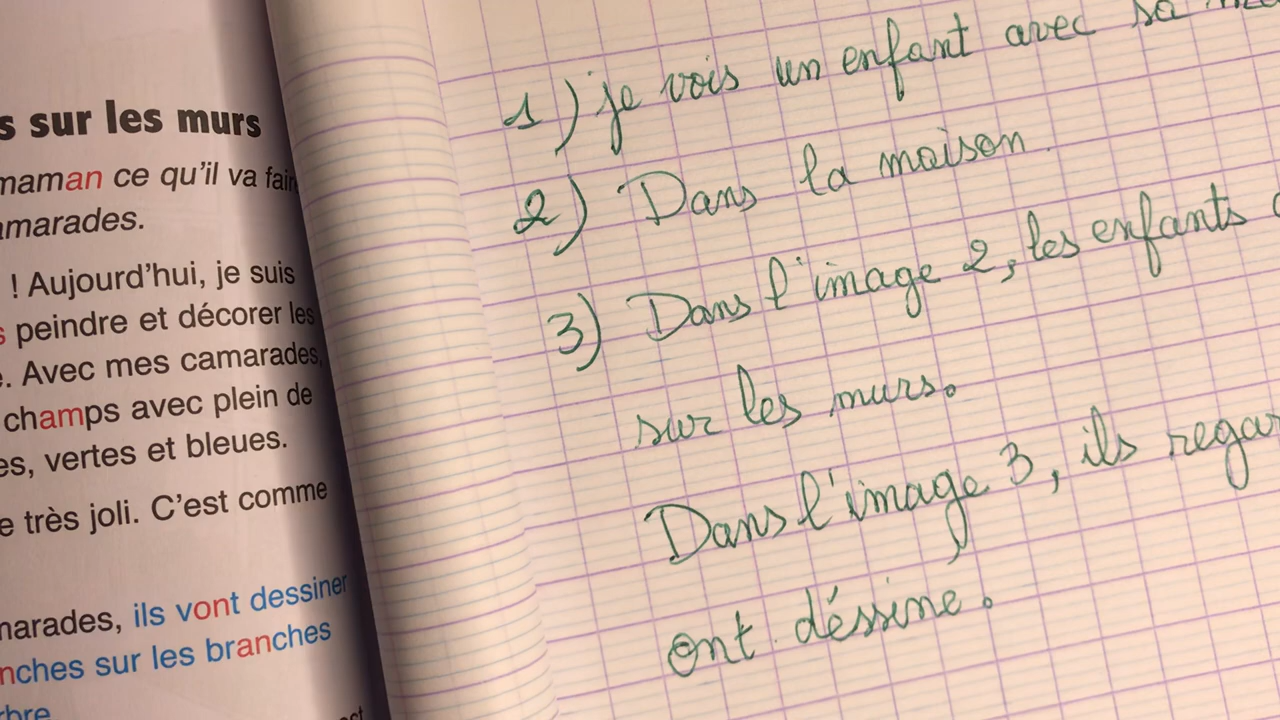 s sur les murs
maman ce qu'il va fair
amarades.
! Aujourd'hui, je suis
s peindre et décorer les
e. Avec mes camarades,
champs avec plein de
es, vertes et bleues.
e très joli. C'est comme
marades, ils vont dessiner
nches sur les branches
rbre
1) je vois un enfant avec sa
2) Dans la maison.
3) Dans l'image 2, les enfants
sur les murs.
Dans l'image 3, ils regar
ont déssine.